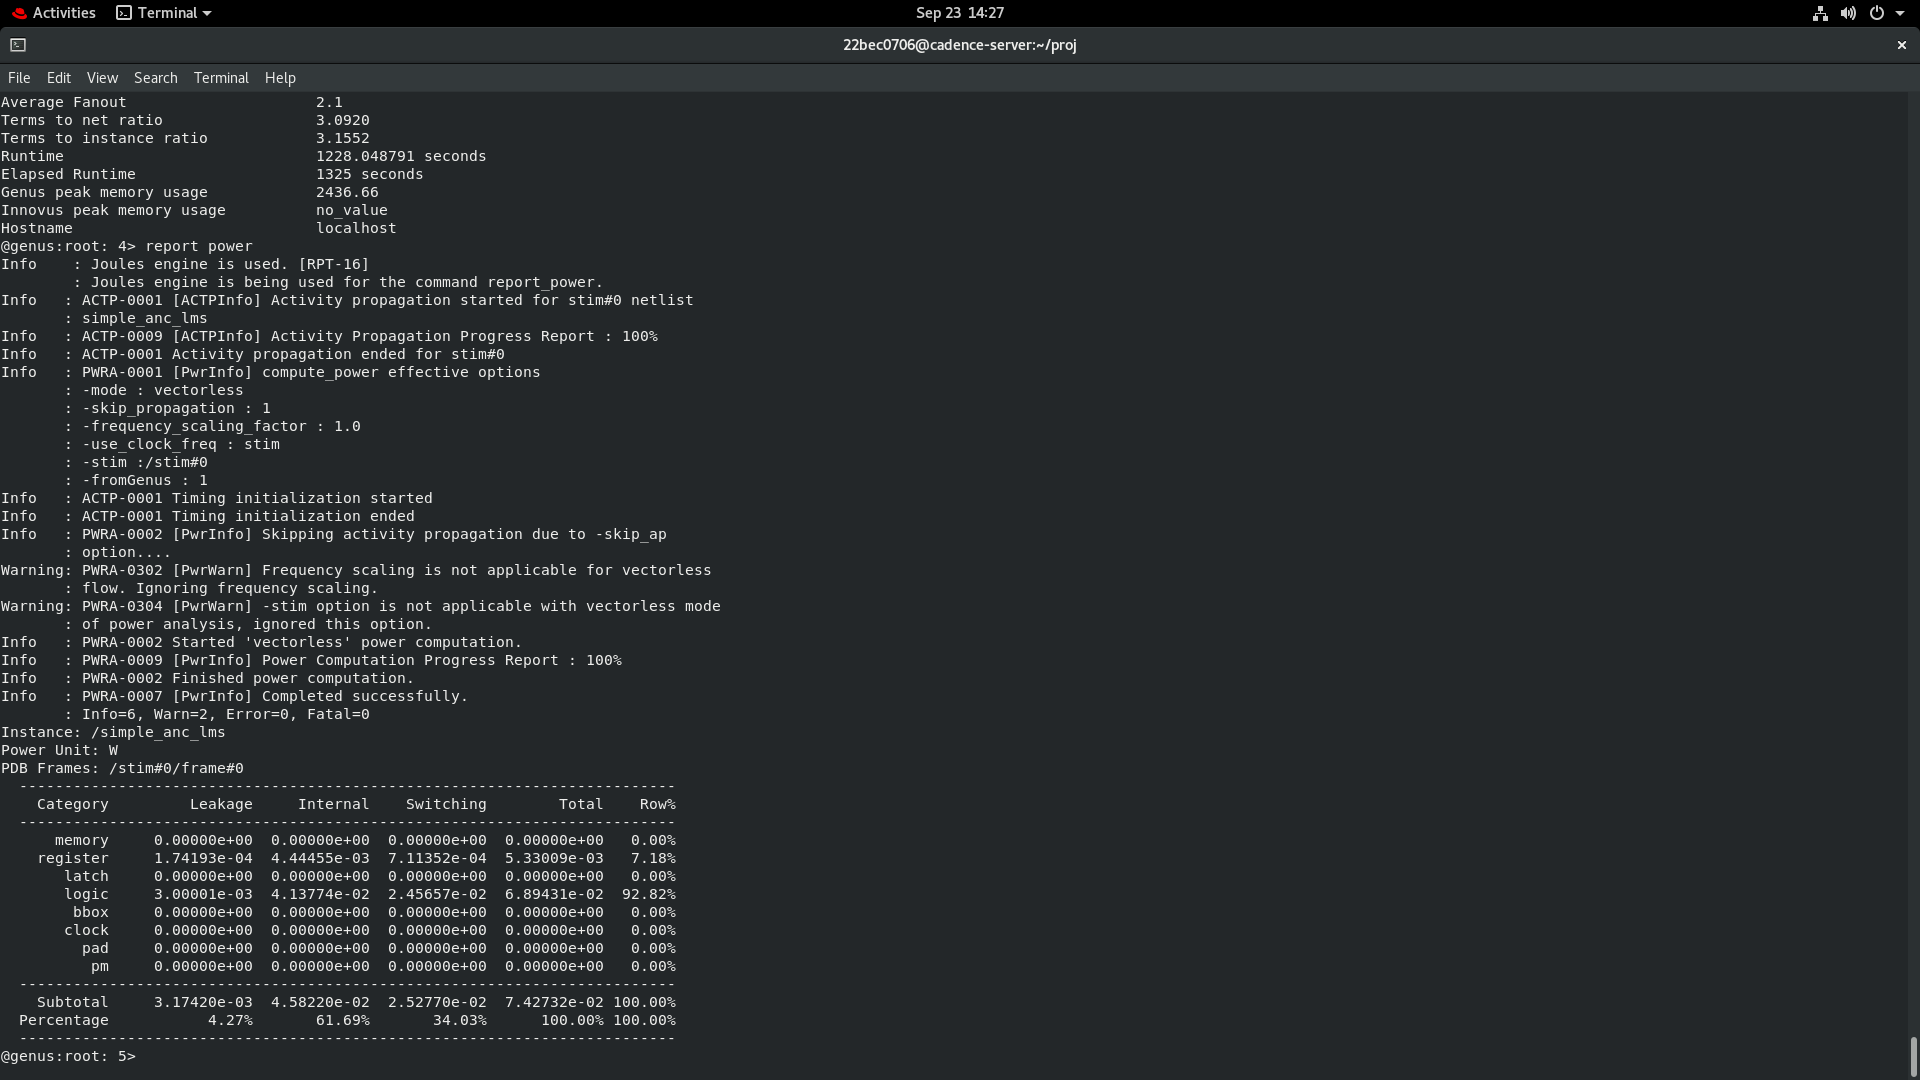 Activities Terminal Sep 23 14:27
22bec0706@cadence-server:~/proj
File Edit View Search Terminal Help
Average Fanout 2.1
Terms to net ratio 3.0920
Terms to instance ratio 3.1552
Runtime 1228.048791 seconds
Elapsed Runtime 1325 seconds
Genus peak memory usage 2436.66
Innovus peak memory usage no_value
Hostname localhost
@genus:root: 4> report power
Info : Joules engine is used. [RPT-16]
: Joules engine is being used for the command report_power.
Info : ACTP-0001 [ACTPInfo] Activity propagation started for stim#0 netlist
: simple_anc_lms
Info : ACTP-0009 [ACTPInfo] Activity Propagation Progress Report : 100%
Info : ACTP-0001 Activity propagation ended for stim#0
Info : PWRA-0001 [PwrInfo] compute_power effective options
: -mode : vectorless
: -skip_propagation : 1
: -frequency_scaling_factor : 1.0
: -use_clock_freq : stim
: -stim :/stim#0
: -fromGenus : 1
Info : ACTP-0001 Timing initialization started
Info : ACTP-0001 Timing initialization ended
Info : PWRA-0002 [PwrInfo] Skipping activity propagation due to -skip_ap
: option....
Warning: PWRA-0302 [PwrWarn] Frequency scaling is not applicable for vectorless
: flow. Ignoring frequency scaling.
Warning: PWRA-0304 [PwrWarn] -stim option is not applicable with vectorless mode
: of power analysis, ignored this option.
Info : PWRA-0002 Started 'vectorless' power computation.
Info : PWRA-0009 [PwrInfo] Power Computation Progress Report : 100%
Info : PWRA-0002 Finished power computation.
Info : PWRA-0007 [PwrInfo] Completed successfully.
: Info=6, Warn=2, Error=0, Fatal=0
Instance: /simple_anc_lms
Power Unit: W
PDB Frames: /stim#0/frame#0
-------------------------------------------------------------------------
Category Leakage Internal Switching Total Row%
-------------------------------------------------------------------------
memory 0.00000e+00 0.00000e+00 0.00000e+00 0.00000e+00 0.00%
register 1.74193e-04 4.44455e-03 7.11352e-04 5.33009e-03 7.18%
latch 0.00000e+00 0.00000e+00 0.00000e+00 0.00000e+00 0.00%
logic 3.00001e-03 4.13774e-02 2.45657e-02 6.89431e-02 92.82%
bbox 0.00000e+00 0.00000e+00 0.00000e+00 0.00000e+00 0.00%
clock 0.00000e+00 0.00000e+00 0.00000e+00 0.00000e+00 0.00%
pad 0.00000e+00 0.00000e+00 0.00000e+00 0.00000e+00 0.00%
pm 0.00000e+00 0.00000e+00 0.00000e+00 0.00000e+00 0.00%
-------------------------------------------------------------------------
Subtotal 3.17420e-03 4.58220e-02 2.52770e-02 7.42732e-02 100.00%
Percentage 4.27% 61.69% 34.03% 100.00% 100.00%
-------------------------------------------------------------------------
@genus:root: 5>